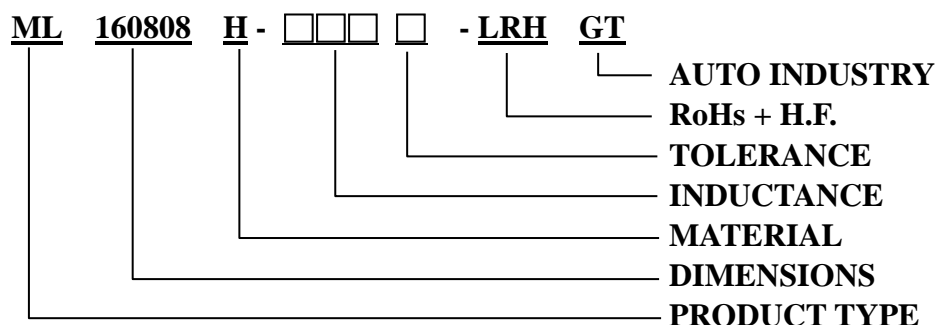 ML 160808 H - □□□ □ - LRH GT
AUTO INDUSTRY
RoHs + H.F.
TOLERANCE
INDUCTANCE
MATERIAL
DIMENSIONS
PRODUCT TYPE